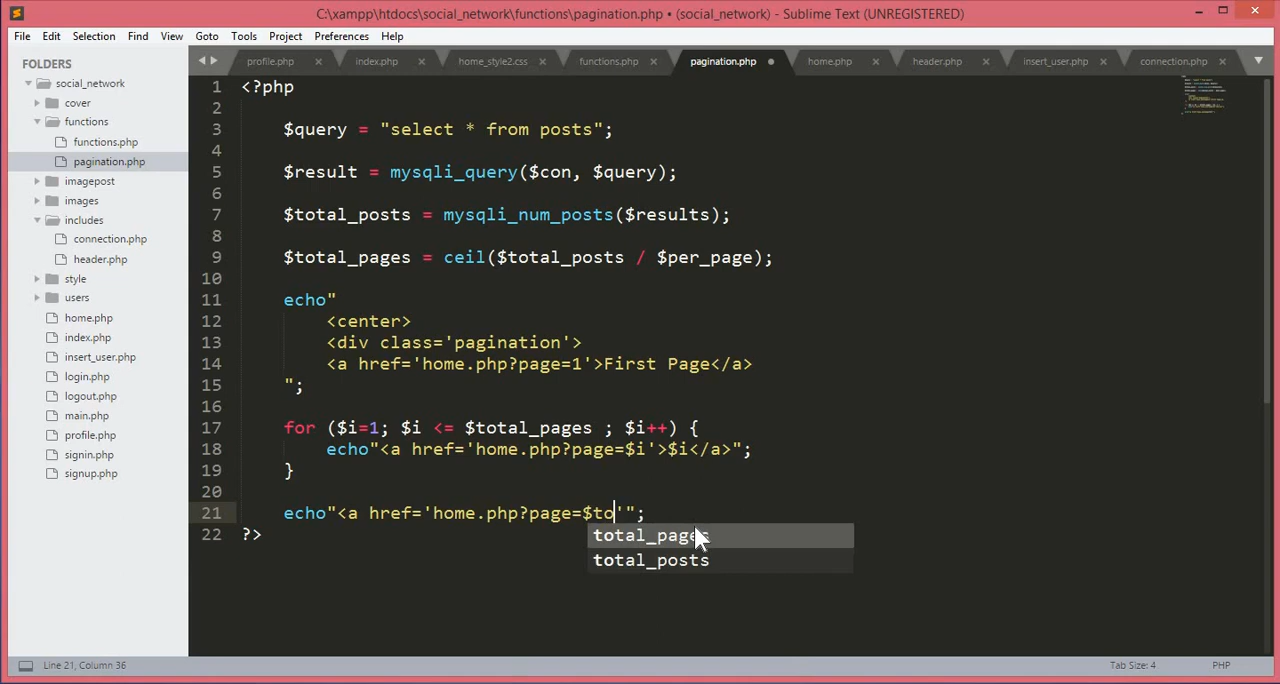 C:\xampp\htdocs\social_network\functions\pagination.php • (social_network) - Sublime Text (UNREGISTERED)
File Edit Selection Find View Goto Tools Project Preferences Help
FOLDERS
social_network
cover
functions
functions.php
pagination.php
imagepost
images
includes
connection.php
header.php
style
users
home.php
index.php
insert_user.php
login.php
logout.php
main.php
profile.php
signin.php
signup.php
profile.php index.php home_style2.css functions.php pagination.php home.php header.php insert_user.php connection.php
1 <?php
2
3 $query = "select * from posts";
4
5 $result = mysqli_query($con, $query);
6
7 $total_posts = mysqli_num_posts($results);
8
9 $total_pages = ceil($total_posts / $per_page);
10
11 echo"
12 <center>
13 <div class='pagination'>
14 <a href='home.php?page=1'>First Page</a>
15 ";
16
17 for ($i=1; $i <= $total_pages ; $i++) {
18 echo"<a href='home.php?page=$i'>$i</a>";
19 }
20
21 echo"<a href='home.php?page=$to'";
22 ?>
total_pages
total_posts
Line 21, Column 36 Tab Size: 4 PHP